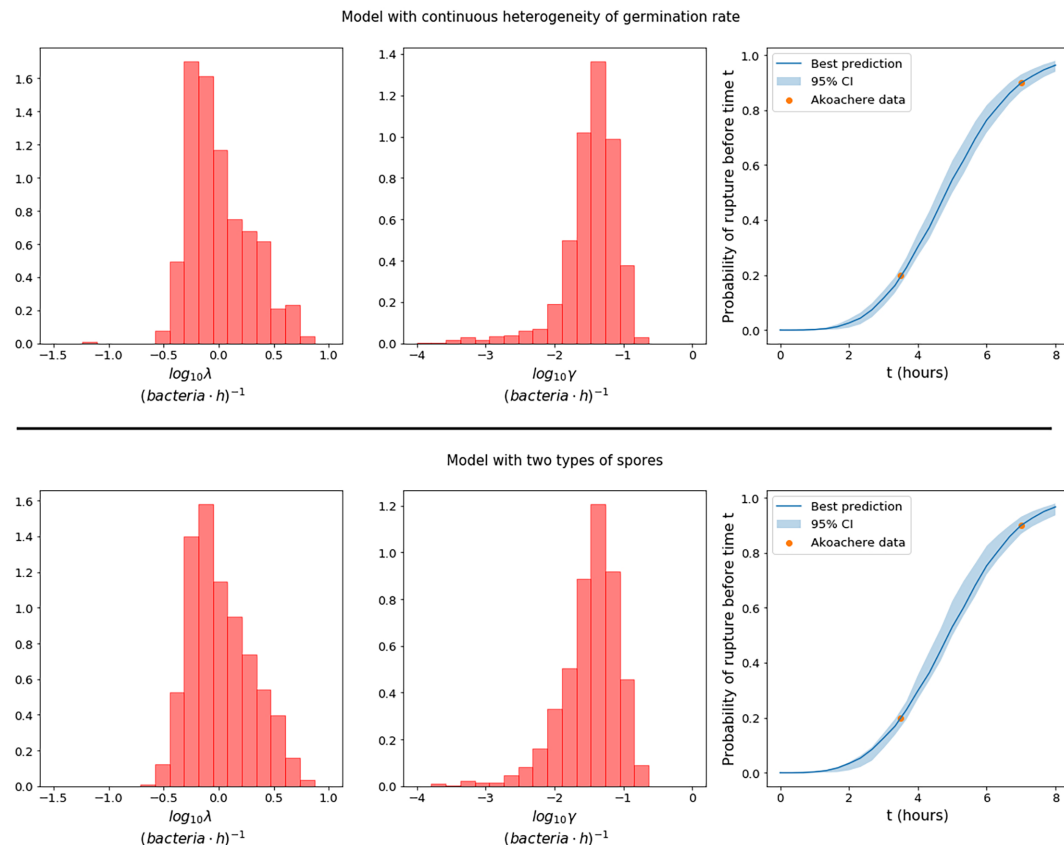 Model with continuous heterogeneity of germination rate
1.6
1.4
1.2
1.0
0.8
0.6
0.4
0.2
0.0
−1.5 −1.0 −0.5 0.0 0.5 1.0
log₁₀λ
(bacteria · h)⁻¹
1.4
1.2
1.0
0.8
0.6
0.4
0.2
0.0
−4 −3 −2 −1 0
log₁₀γ
(bacteria · h)⁻¹
Probability of rupture before time t
1.0
0.8
0.6
0.4
0.2
0.0
Best prediction
95% CI
Akoachere data
0 2 4 6 8
t (hours)
Model with two types of spores
1.6
1.4
1.2
1.0
0.8
0.6
0.4
0.2
0.0
−1.5 −1.0 −0.5 0.0 0.5 1.0
log₁₀λ
(bacteria · h)⁻¹
1.2
1.0
0.8
0.6
0.4
0.2
0.0
−4 −3 −2 −1 0
log₁₀γ
(bacteria · h)⁻¹
Probability of rupture before time t
1.0
0.8
0.6
0.4
0.2
0.0
Best prediction
95% CI
Akoachere data
0 2 4 6 8
t (hours)